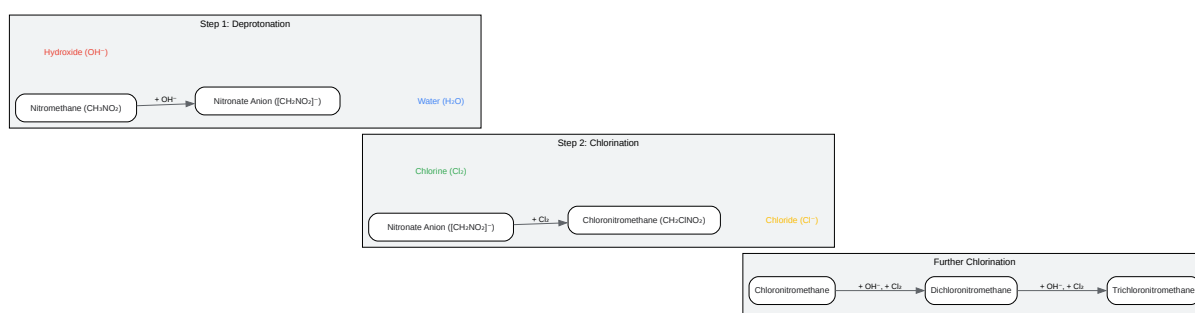 Step 1: Deprotonation
Hydroxide (OH⁻)
Nitromethane (CH₃NO₂)
+ OH⁻
Nitronate Anion ([CH₂NO₂]⁻)
Water (H₂O)
Step 2: Chlorination
Chlorine (Cl₂)
Nitronate Anion ([CH₂NO₂]⁻)
+ Cl₂
Chloronitromethane (CH₂ClNO₂)
Chloride (Cl⁻)
Further Chlorination
Chloronitromethane
+ OH⁻, + Cl₂
Dichloronitromethane
+ OH⁻, + Cl₂
Trichloronitromethane